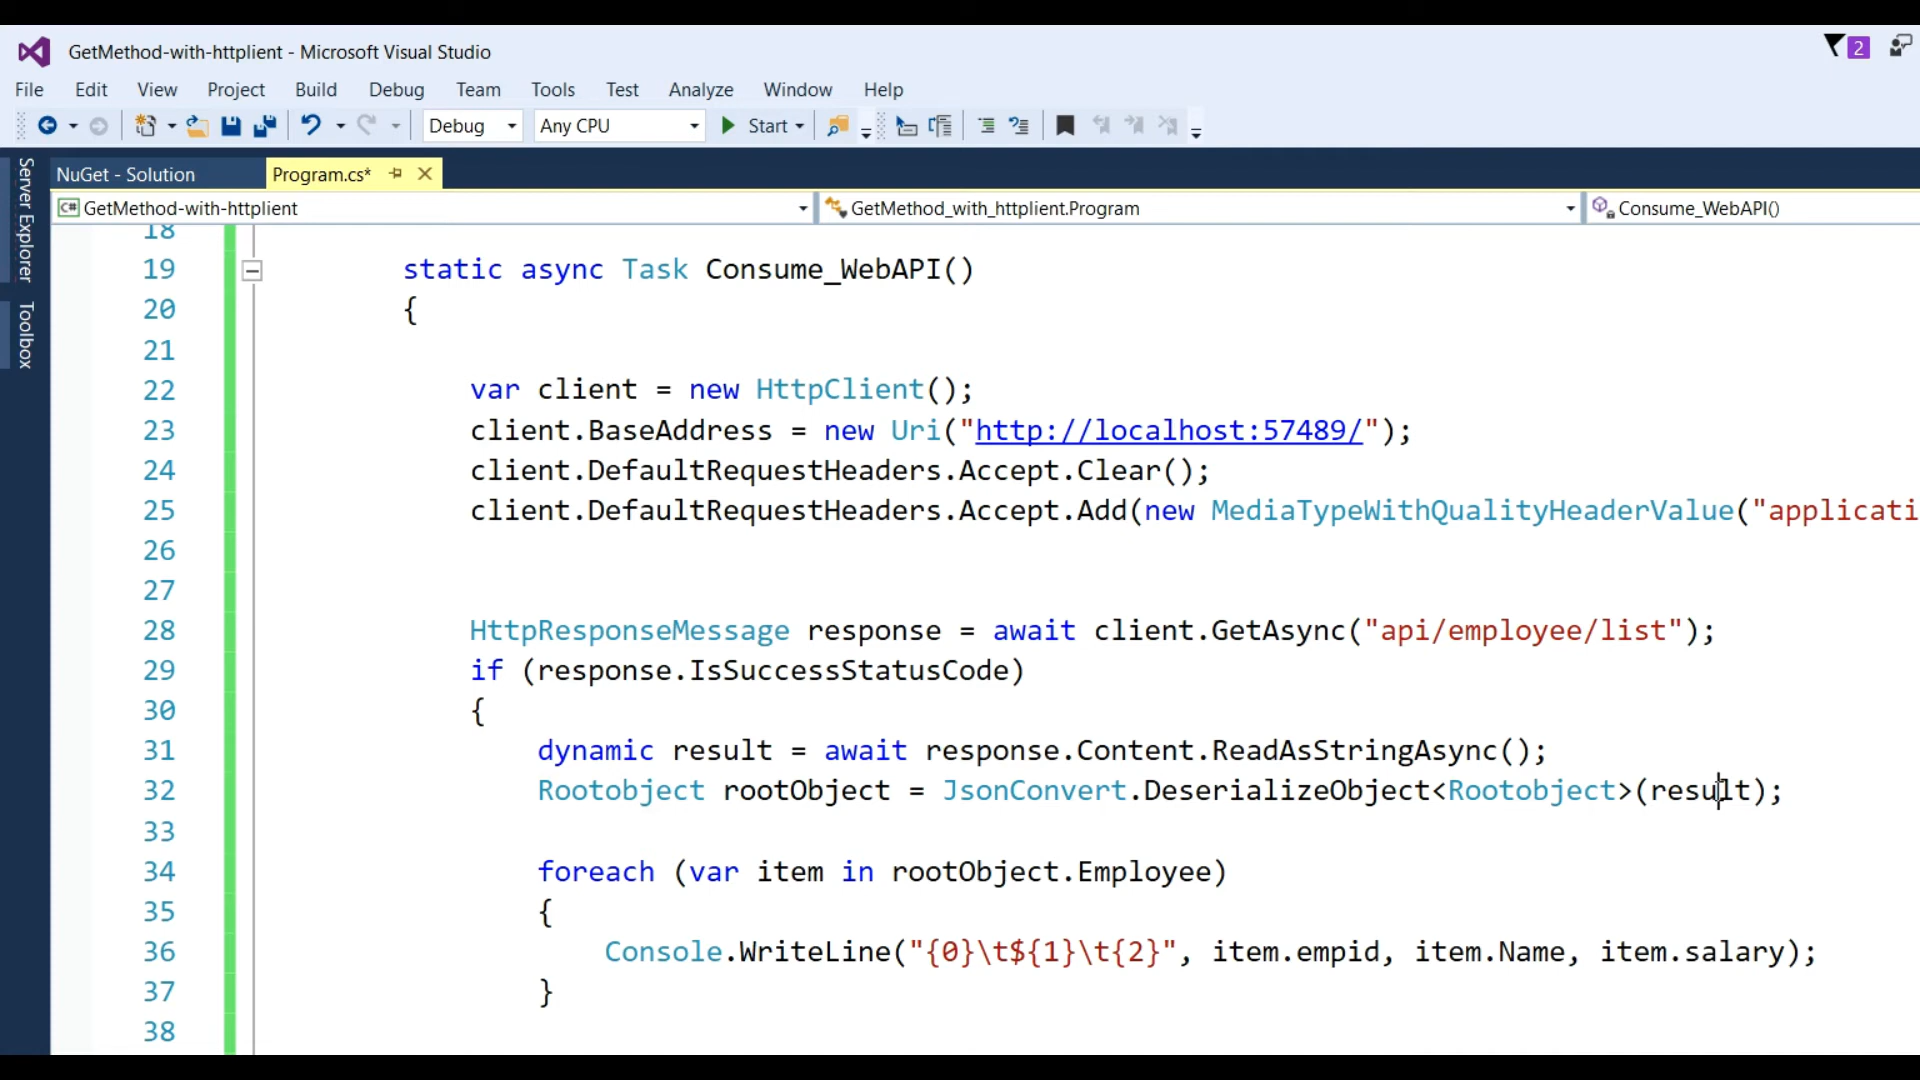 GetMethod-with-httplient - Microsoft Visual Studio
2
File Edit View Project Build Debug Team Tools Test Project Analyze Window Help
Debug Any CPU Start
Server Explorer
Toolbox
NuGet - Solution Program.cs*
C# GetMethod-with-httplient GetMethod_with_httplient.Program Consume_WebAPI()
18
19 static async Task Consume_WebAPI()
20 {
21
22 var client = new HttpClient();
23 client.BaseAddress = new Uri("http://localhost:57489/");
24 client.DefaultRequestHeaders.Accept.Clear();
25 client.DefaultRequestHeaders.Accept.Add(new MediaTypeWithQualityHeaderValue("applicati
26
27
28 HttpResponseMessage response = await client.GetAsync("api/employee/list");
29 if (response.IsSuccessStatusCode)
30 {
31 dynamic result = await response.Content.ReadAsStringAsync();
32 Rootobject rootObject = JsonConvert.DeserializeObject<Rootobject>(result);
33
34 foreach (var item in rootObject.Employee)
35 {
36 Console.WriteLine("{0}\t${1}\t{2}", item.empid, item.Name, item.salary);
37 }
38